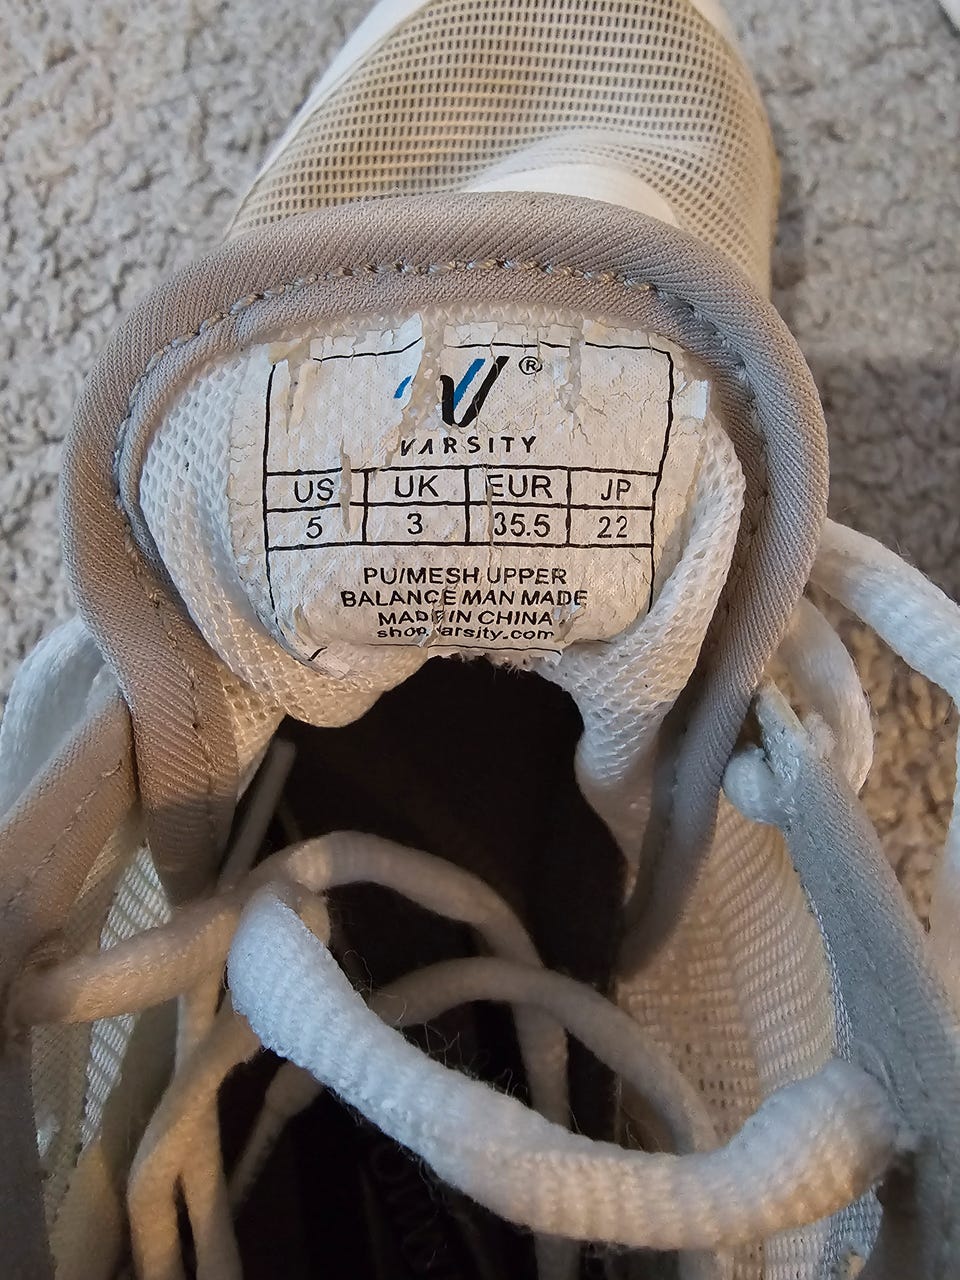 ®
VARSITY
US UK EUR JP
5 3 35.5 22
PU/MESH UPPER
BALANCE MAN MADE
MADE IN CHINA
shop.varsity.com